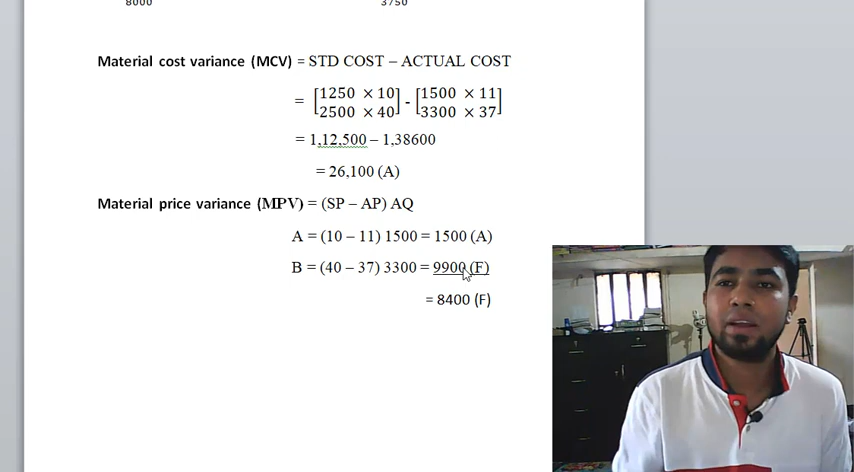 8000 3750
Material cost variance (MCV) = STD COST – ACTUAL COST
= [1250 × 10] - [1500 × 11]
[2500 × 40] [3300 × 37]
= 1,12,500 – 1,38600
= 26,100 (A)
Material price variance (MPV) = (SP – AP) AQ
A = (10 – 11) 1500 = 1500 (A)
B = (40 – 37) 3300 = 9900 (F)
= 8400 (F)